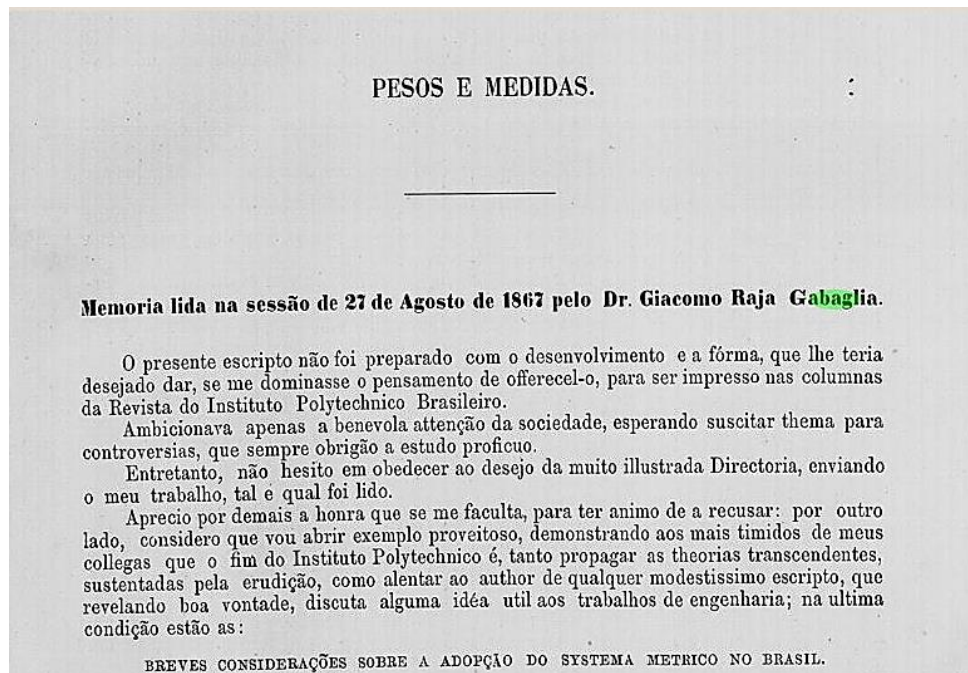 PESOS E MEDIDAS.
Memoria lida na sessão de 27 de Agosto de 1867 pelo Dr. Giacomo Raja Gabaglia.
O presente escripto não foi preparado com o desenvolvimento e a fórma, que lhe teria
desejado dar, se me dominasse o pensamento de offerecel-o, para ser impresso nas columnas
da Revista do Instituto Polytechnico Brasileiro.
Ambicionava apenas a benevola attenção da sociedade, esperando suscitar thema para
controversias, que sempre obrigão a estudo proficuo.
Entretanto, não hesito em obedecer ao desejo da muito illustrada Directoria, enviando
o meu trabalho, tal e qual foi lido.
Aprecio por demais a honra que se me faculta, para ter animo de a recusar: por outro
lado, considero que vou abrir exemplo proveitoso, demonstrando aos mais timidos de meus
collegas que o fim do Instituto Polytechnico é, tanto propagar as theorias transcendentes,
sustentadas pela erudição, como alentar ao author de qualquer modestissimo escripto, que
revelando boa vontade, discuta alguma idéa util aos trabalhos de engenharia; na ultima
condição estão as:
BREVES CONSIDERAÇÕES SOBRE A ADOPÇÃO DO SYSTEMA METRICO NO BRASIL.